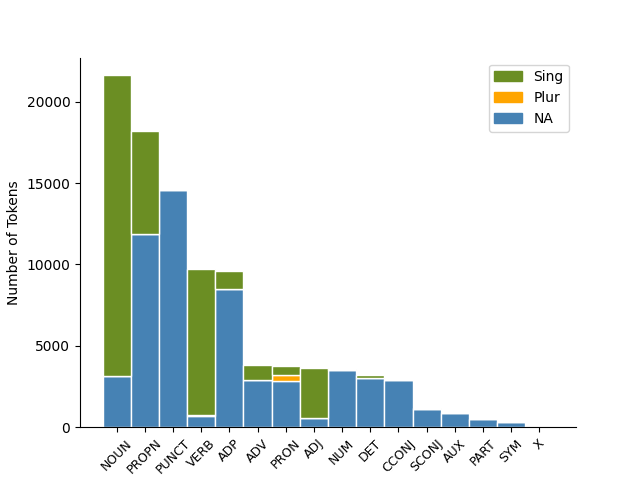 Sing
Plur
NA
Number of Tokens
20000
15000
10000
5000
0
NOUN
PROPN
PUNCT
VERB
ADP
ADV
PRON
ADJ
NUM
DET
CCONJ
SCONJ
AUX
PART
SYM
X